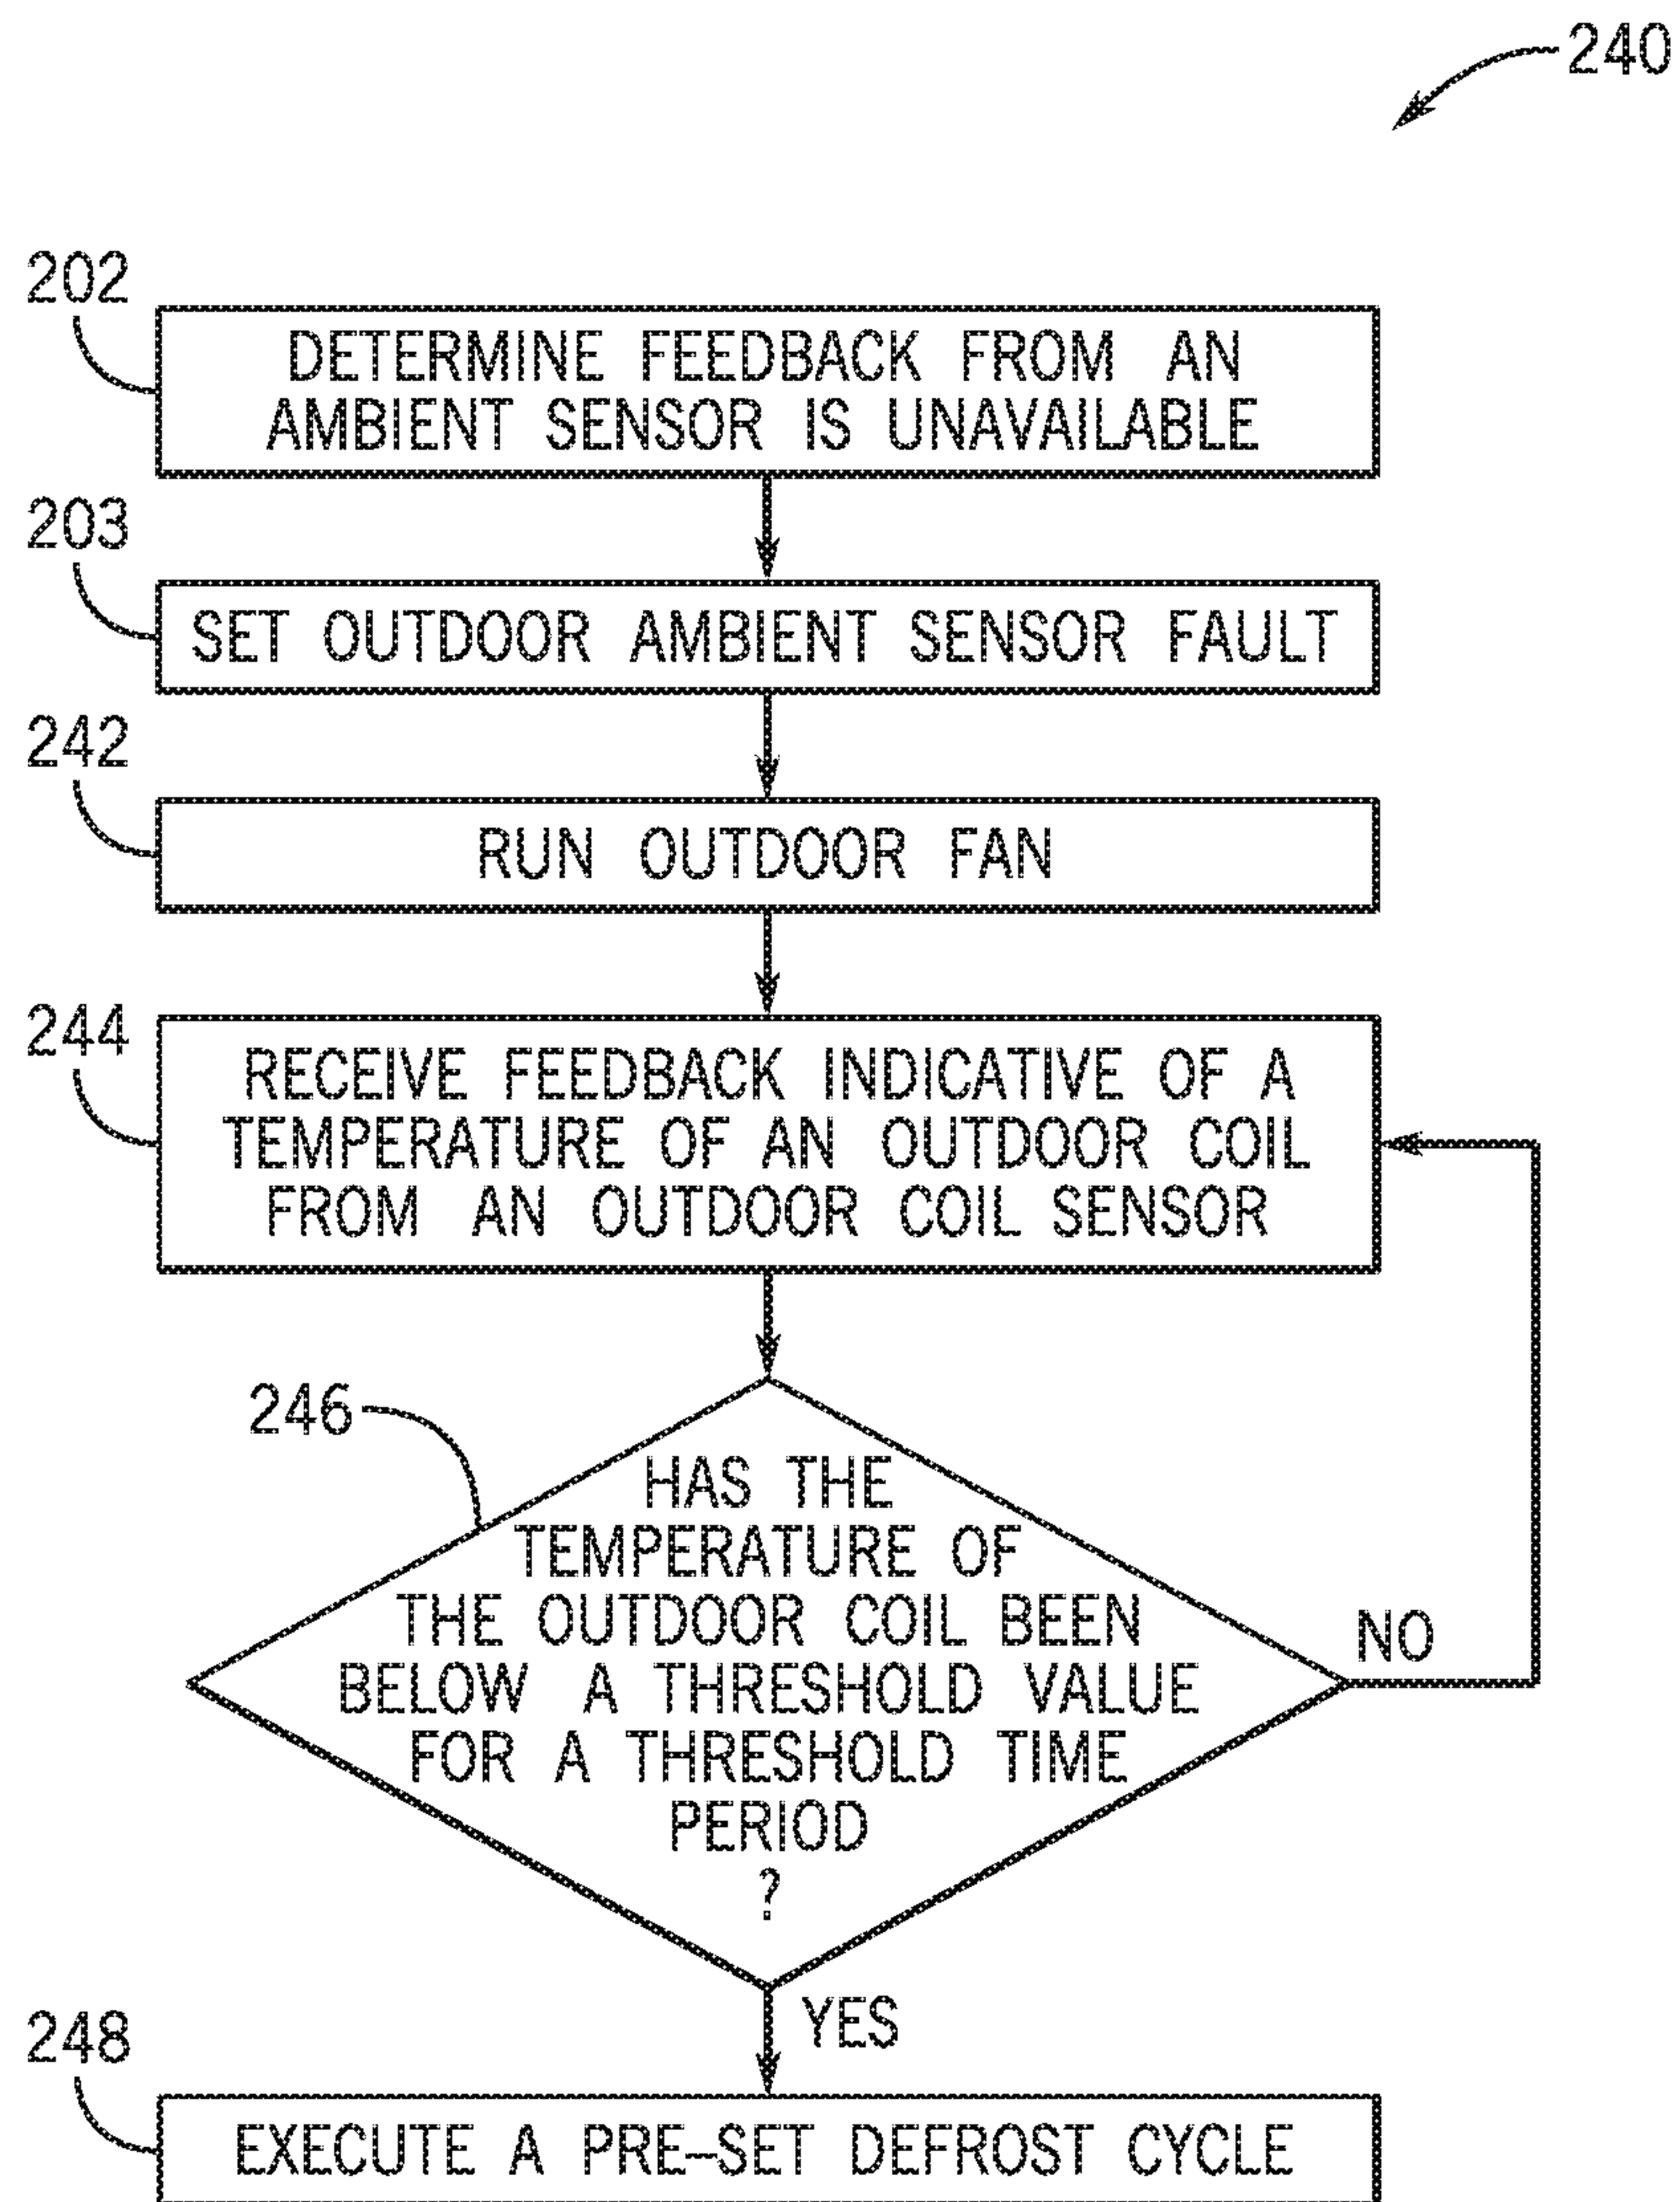 240
202
DETERMINE FEEDBACK FROM AN
AMBIENT SENSOR IS UNAVAILABLE
203
SET OUTDOOR AMBIENT SENSOR FAULT
242
RUN OUTDOOR FAN
244
RECEIVE FEEDBACK INDICATIVE OF A
TEMPERATURE OF AN OUTDOOR COIL
FROM AN OUTDOOR COIL SENSOR
246
HAS THE
TEMPERATURE OF
THE OUTDOOR COIL BEEN
BELOW A THRESHOLD VALUE
FOR A THRESHOLD TIME
PERIOD
?
NO
YES
248
EXECUTE A PRE-SET DEFROST CYCLE